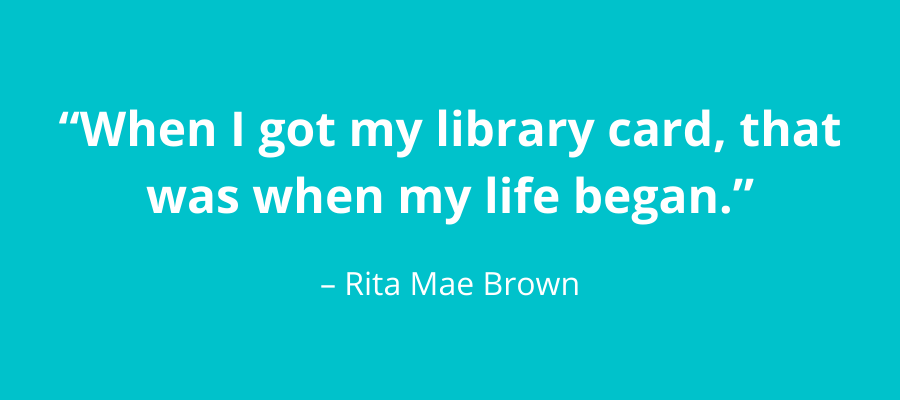 “When I got my library card, that
was when my life began.”
– Rita Mae Brown